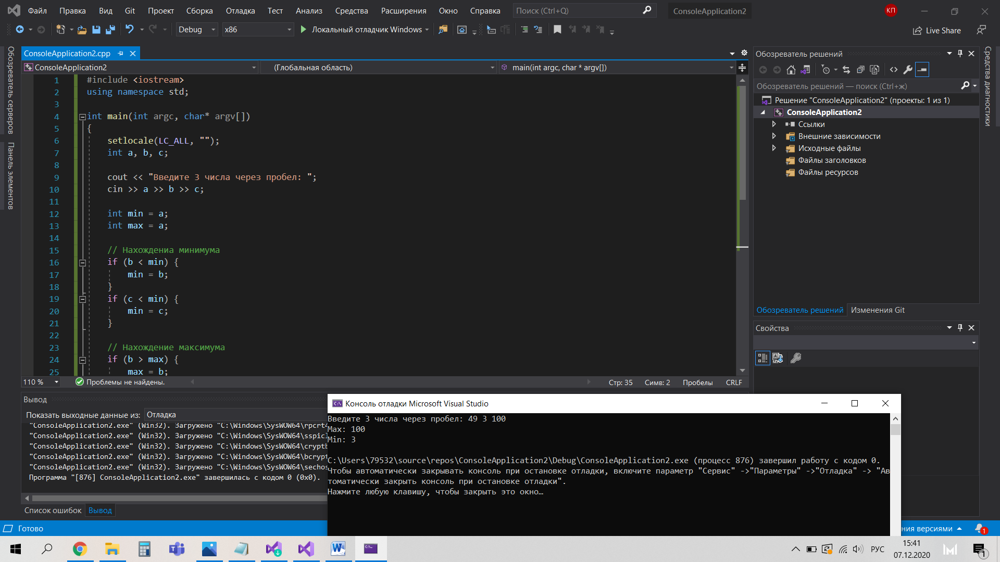 Файл Правка Вид Git Проект Сборка Отладка Тест Анализ Средства Расширения Окно Справка Поиск (Ctrl+Q) ConsoleApplication2 КП
Debug x86 Локальный отладчик Windows Live Share
Обозреватель серверов
Панель элементов
ConsoleApplication2.cpp
ConsoleApplication2 (Глобальная область) main(int argc, char * argv[])
1 #include <iostream>
2 using namespace std;
3
4 int main(int argc, char* argv[])
5 {
6 setlocale(LC_ALL, "");
7 int a, b, c;
8
9 cout << "Введите 3 числа через пробел: ";
10 cin >> a >> b >> c;
11
12 int min = a;
13 int max = a;
14
15 // Нахождениа минимума
16 if (b < min) {
17 min = b;
18 }
19 if (c < min) {
20 min = c;
21 }
22
23 // Нахождение максимума
24 if (b > max) {
25 max = b;
110 % Проблемы не найдены. Стр: 35 Симв: 2 Пробелы CRLF
Обозреватель решений
Обозреватель решений — поиск (Ctrl+ж)
Решение "ConsoleApplication2" (проекты: 1 из 1)
ConsoleApplication2
Ссылки
Внешние зависимости
Исходные файлы
Файлы заголовков
Файлы ресурсов
Обозреватель решений Изменения Git
Свойства
Средства диагностики
Вывод
Показать выходные данные из: Отладка
"ConsoleApplication2.exe" (Win32). Загружено "C:\Windows\SysWOW64\rpcrt4
"ConsoleApplication2.exe" (Win32). Загружено "C:\Windows\SysWOW64\sspicl
"ConsoleApplication2.exe" (Win32). Загружено "C:\Windows\SysWOW64\cryptb
"ConsoleApplication2.exe" (Win32). Загружено "C:\Windows\SysWOW64\bcrypt
"ConsoleApplication2.exe" (Win32). Загружено "C:\Windows\SysWOW64\sechos
Программа "[876] ConsoleApplication2.exe" завершилась с кодом 0 (0x0).
Список ошибок Вывод
Консоль отладки Microsoft Visual Studio
Введите 3 числа через пробел: 49 3 100
Max: 100
Min: 3
C:\Users\79532\source\repos\ConsoleApplication2\Debug\ConsoleApplication2.exe (процесс 876) завершил работу с кодом 0.
Чтобы автоматически закрывать консоль при остановке отладки, включите параметр "Сервис" ->"Параметры" ->"Отладка" -> "Ав
томатически закрыть консоль при остановке отладки".
Нажмите любую клавишу, чтобы закрыть это окно…
Готово ния версиями 1
РУС 15:41
07.12.2020 1